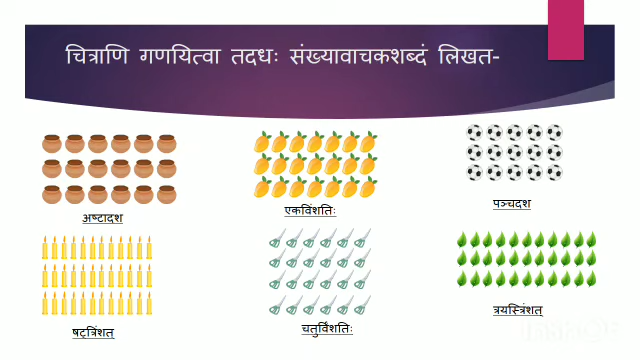 चित्राणि गणयित्वा तदधः संख्यावाचकशब्दं लिखत-
अष्टादश
एकविंशतिः
पञ्चदश
षट्त्रिंशत्
चतुर्विंशतिः
त्रयस्त्रिंशत्